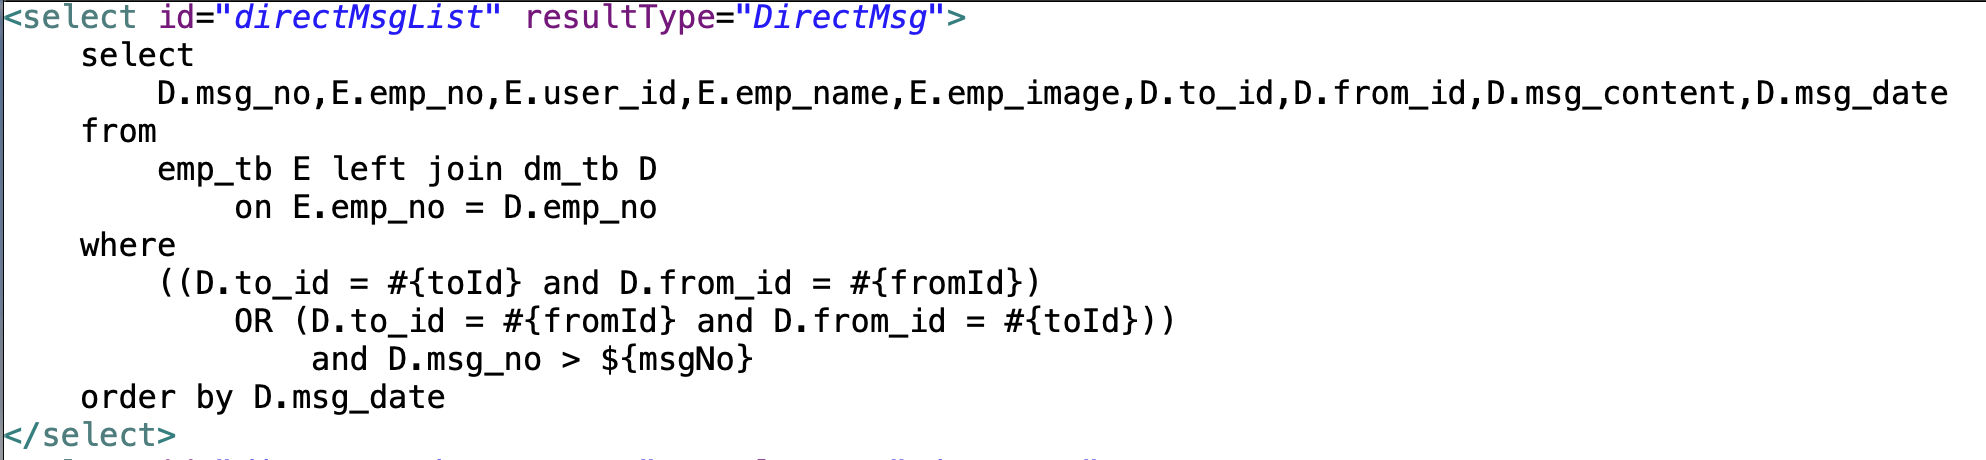 <select id="directMsgList" resultType="DirectMsg">
select
D.msg_no,E.emp_no,E.user_id,E.emp_name,E.emp_image,D.to_id,D.from_id,D.msg_content,D.msg_date
from
emp_tb E left join dm_tb D
on E.emp_no = D.emp_no
where
((D.to_id = #{toId} and D.from_id = #{fromId})
OR (D.to_id = #{fromId} and D.from_id = #{toId}))
and D.msg_no > ${msgNo}
order by D.msg_date
</select>